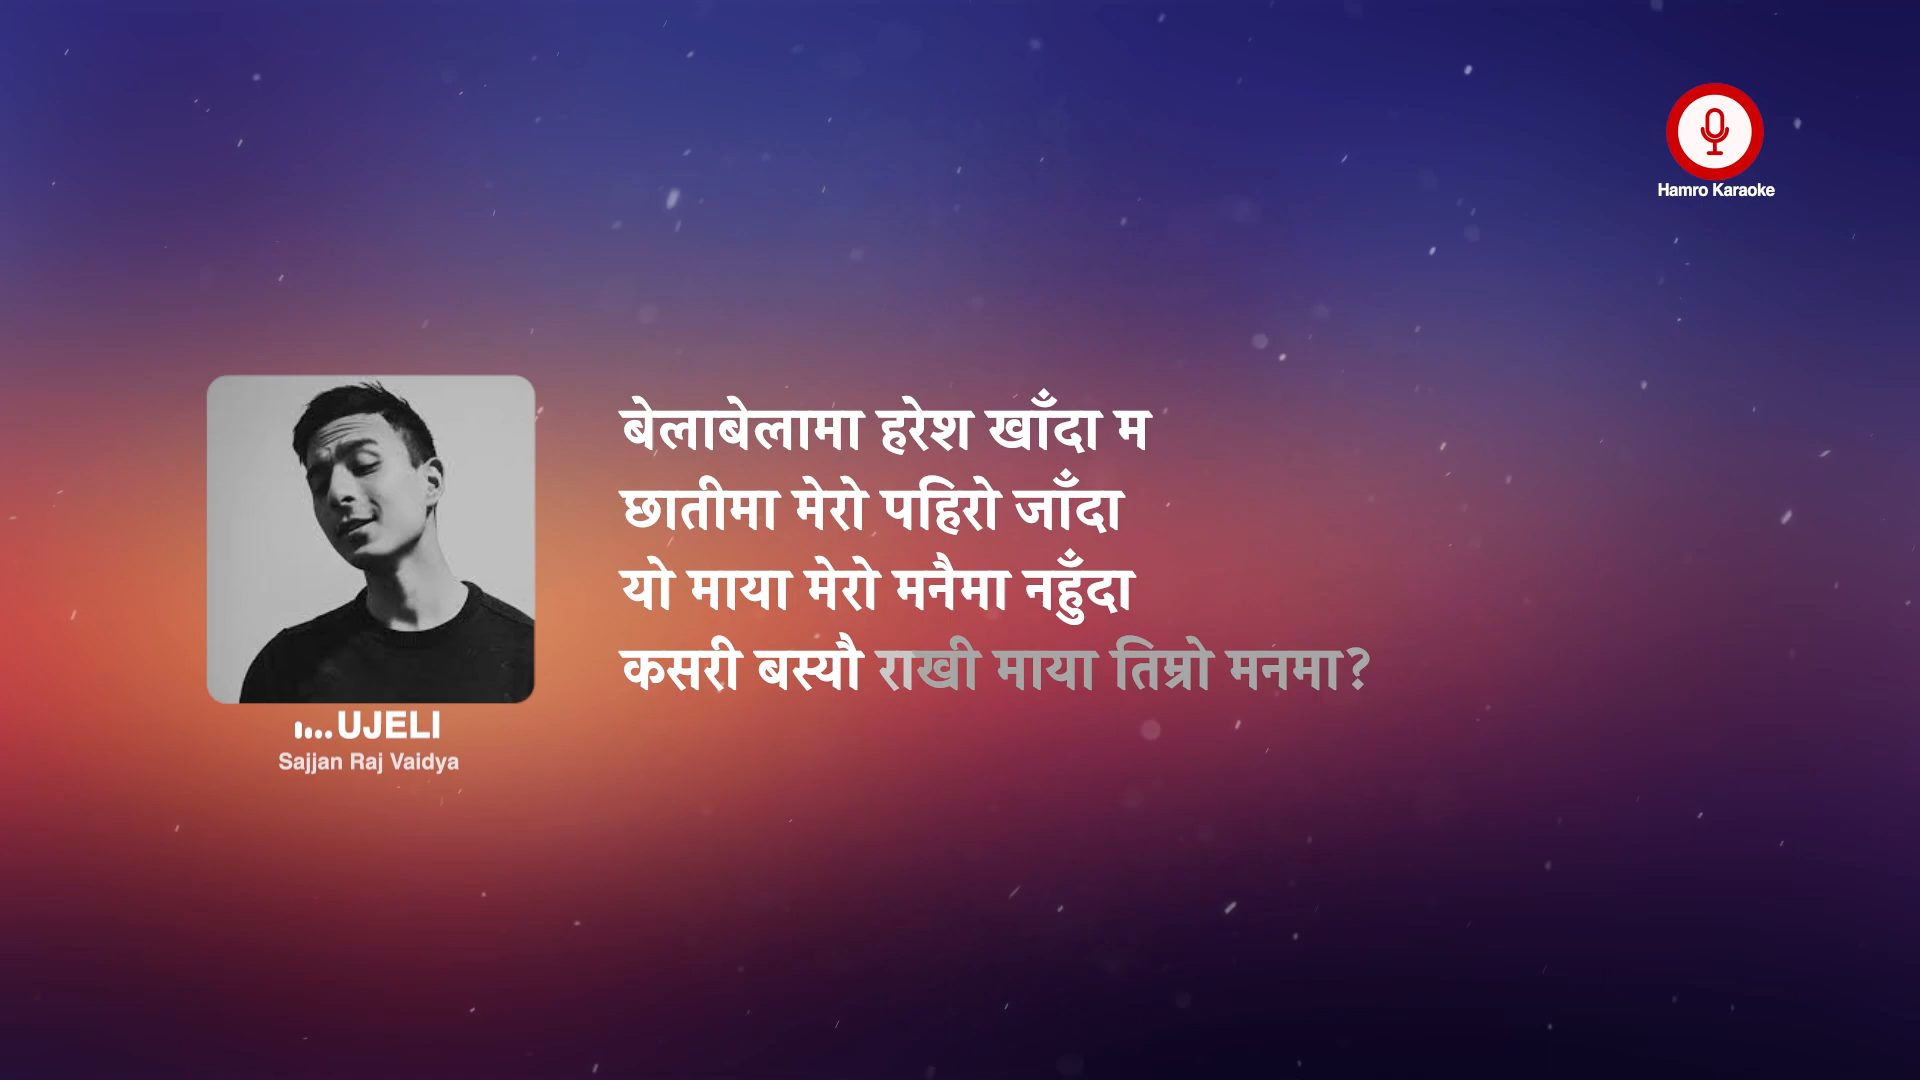 Hamro Karaoke
बेलाबेलामा हरेश खाँदा म
छातीमा मेरो पहिरो जाँदा
यो माया मेरो मनैमा नहुँदा
कसरी बस्यौ राखी माया तिम्रो मनमा?
UJELI
Sajjan Raj Vaidya